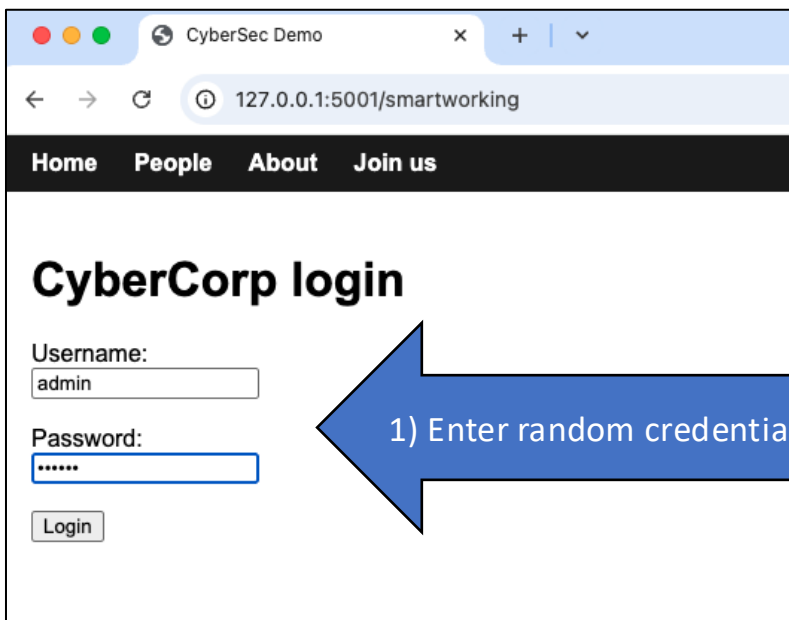 CyberSec Demo
127.0.0.1:5001/smartworking
Home People About Join us
CyberCorp login
Username:
admin
1) Enter random
Password:
••••••
Login